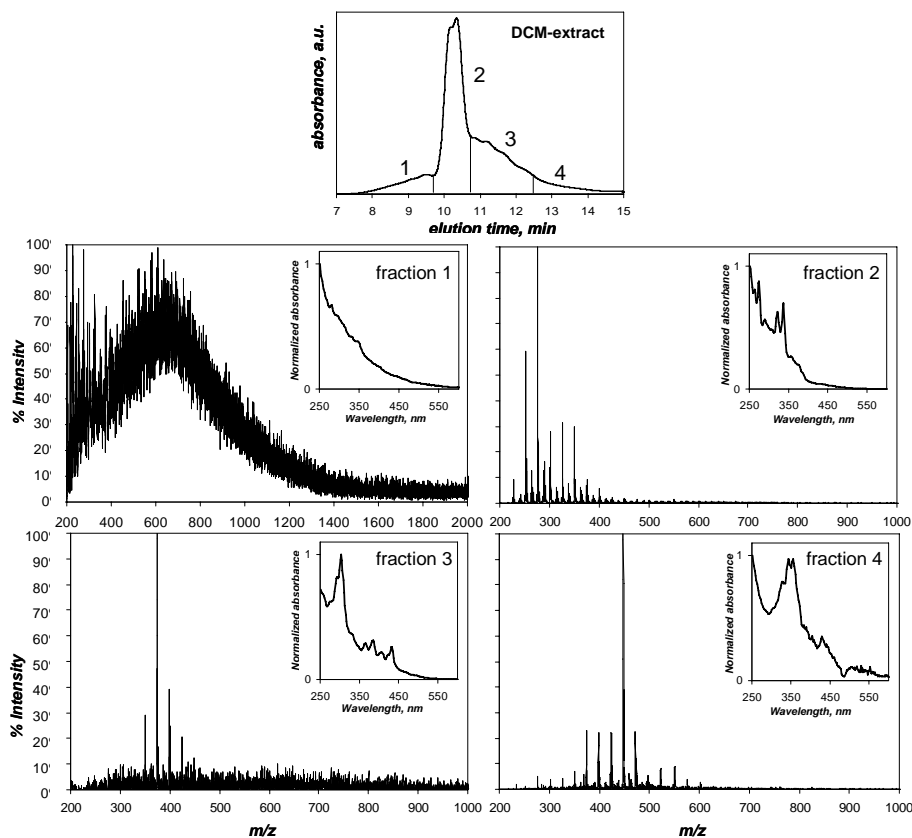 DCM-extract
absorbance, a.u.
1
2
3
4
7 8 9 10 11 12 13 14 15
elution time, min
100'
90'
80'
70'
60'
50'
40'
30'
20'
10'
0'
% Intensity
200 400 600 800 1000 1200 1400 1600 1800 2000
fraction 1
Normalized absorbance
1
0
250 350 450 550
Wavelength, nm
fraction 2
Normalized absorbance
1
0
250 350 450 550
Wavelength, nm
200 300 400 500 600 700 800 900 1000
100'
90'
80'
70'
60'
50'
40'
30'
20'
10'
0'
% Intensity
fraction 3
Normalized absorbance
1
0
250 350 450 550
Wavelength, nm
200 300 400 500 600 700 800 900 1000
m/z
fraction 4
Normalized absorbance
1
0
250 350 450 550
Wavelength, nm
200 300 400 500 600 700 800 900 1000
m/z